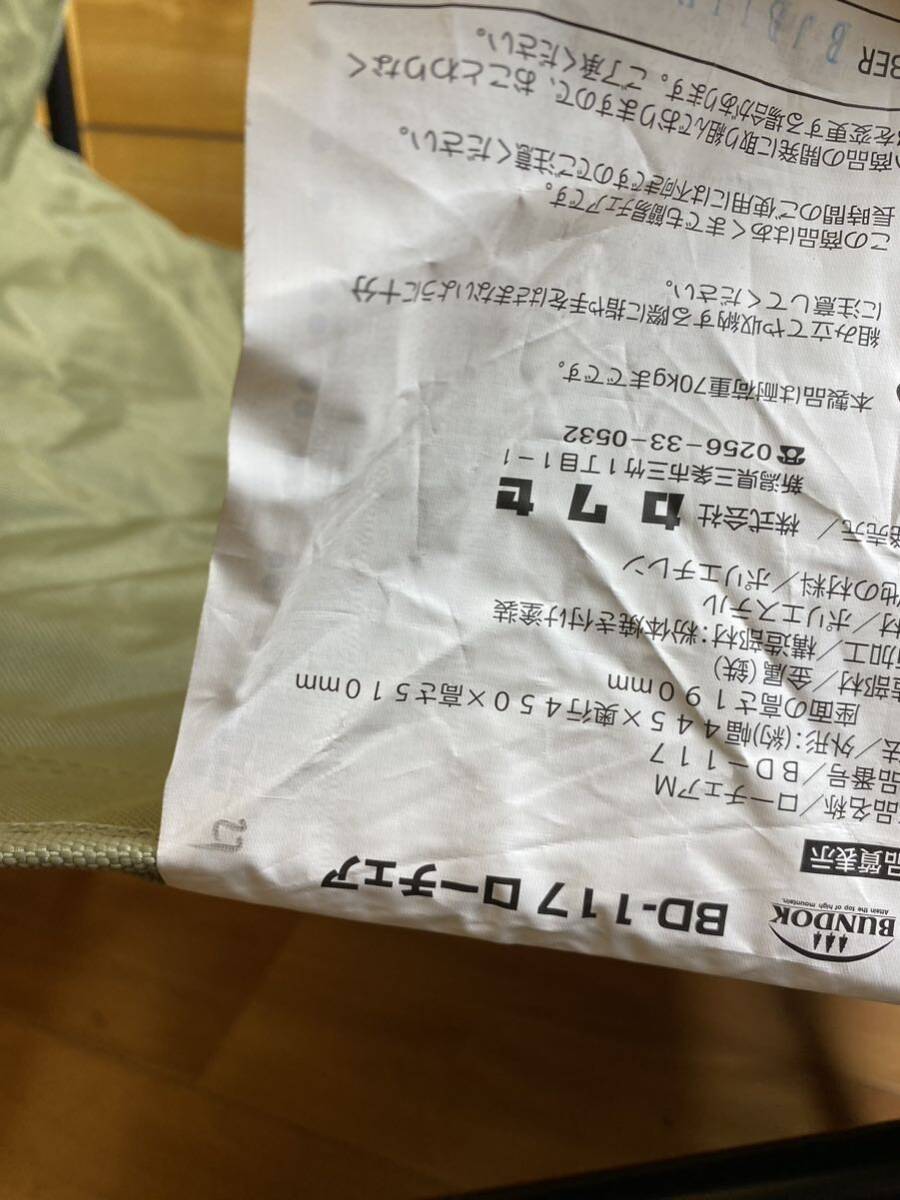 BUNDOK
Attain the top of high mountain.
BD-117 ローチェア
品質表示
品名称／ローチェアM
品番号／BD－117
法／外形：(約)幅445×奥行450×高さ510mm
座面の高さ190mm
造部材／金属(鉄)
面加工／構造部材：粉体焼き付け塗装
材／ポリエステル
他の材料／ポリエチレン
発売元／株式会社カワセ
新潟県三条市三竹1丁目1－1
☎0256－33－0532
本製品は耐荷重70kgまでです。
組み立てや収納する際に指や手をはさまないように十分
に注意してください。
この商品はあくまでも簡易チェアです。
長時間のご使用には不向きですのでご注意ください。
い商品の開発に取り組んでおりますので、おことわりなく
を変更する場合があります。ご了承ください。
BER